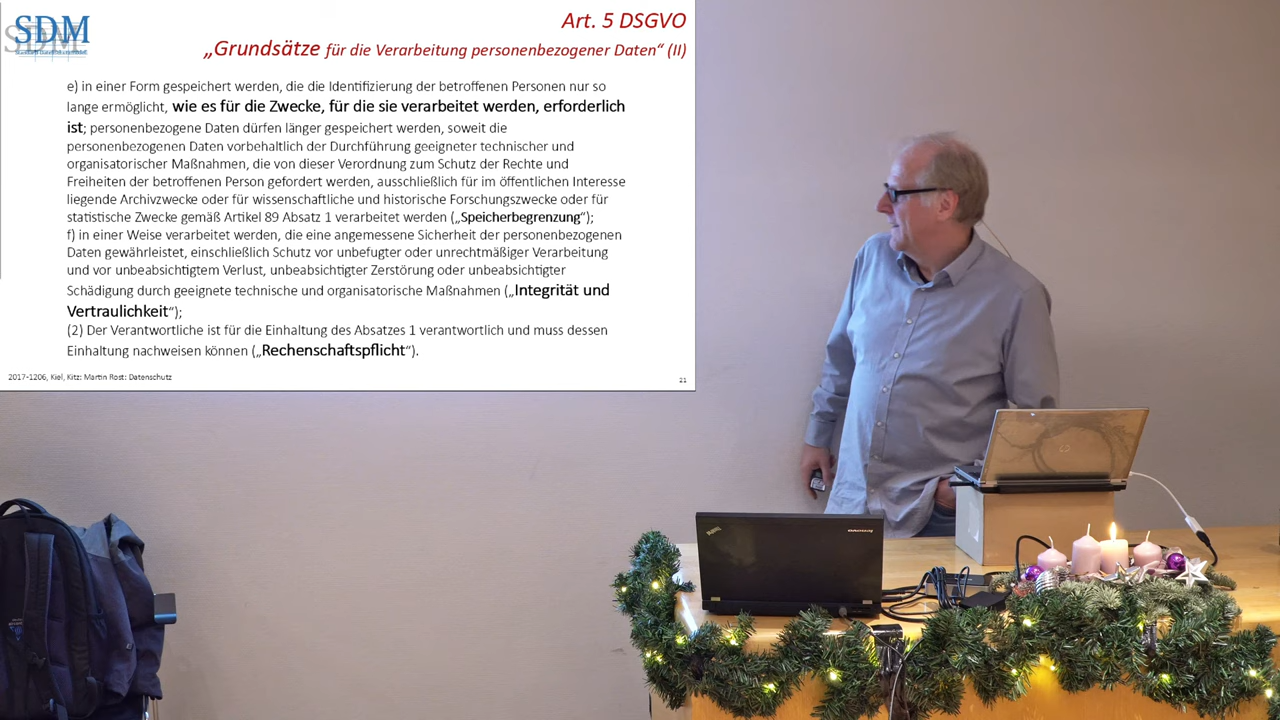 SDM
Art. 5 DSGVO
„Grundsätze für die Verarbeitung personenbezogener Daten“ (II)
e) in einer Form gespeichert werden, die die Identifizierung der betroffenen Personen nur so
lange ermöglicht, wie es für die Zwecke, für die sie verarbeitet werden, erforderlich
ist; personenbezogene Daten dürfen länger gespeichert werden, soweit die
personenbezogenen Daten vorbehaltlich der Durchführung geeigneter technischer und
organisatorischer Maßnahmen, die von dieser Verordnung zum Schutz der Rechte und
Freiheiten der betroffenen Person gefordert werden, ausschließlich für im öffentlichen Interesse
liegende Archivzwecke oder für wissenschaftliche und historische Forschungszwecke oder für
statistische Zwecke gemäß Artikel 89 Absatz 1 verarbeitet werden („Speicherbegrenzung“);
f) in einer Weise verarbeitet werden, die eine angemessene Sicherheit der personenbezogenen
Daten gewährleistet, einschließlich Schutz vor unbefugter oder unrechtmäßiger Verarbeitung
und vor unbeabsichtigtem Verlust, unbeabsichtigter Zerstörung oder unbeabsichtigter
Schädigung durch geeignete technische und organisatorische Maßnahmen („Integrität und
Vertraulichkeit“);
(2) Der Verantwortliche ist für die Einhaltung des Absatzes 1 verantwortlich und muss dessen
Einhaltung nachweisen können („Rechenschaftspflicht“).
2017-1206, Kiel, Kitz: Martin Rost: Datenschutz
21
hp